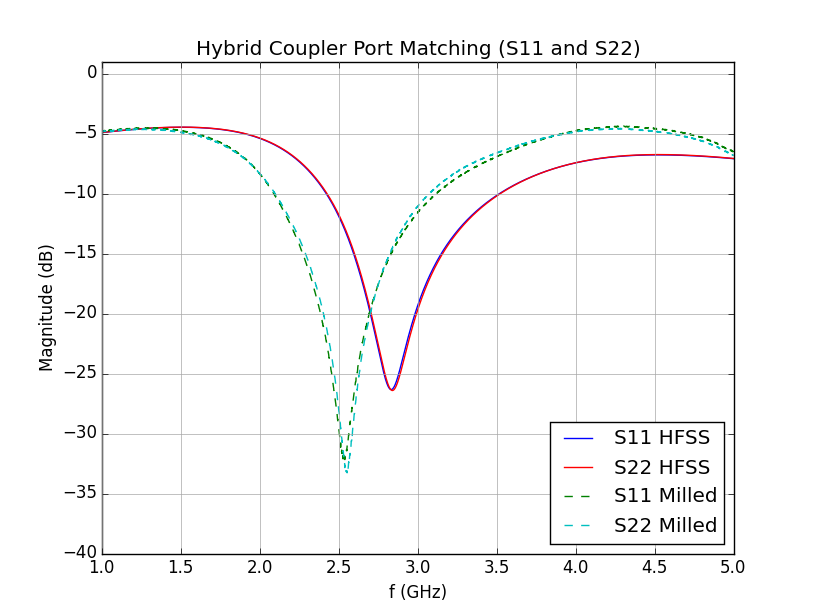 Hybrid Coupler Port Matching (S11 and S22)
Magnitude (dB)
0
−5
−10
−15
−20
−25
−30
−35
−40
1.0 1.5 2.0 2.5 3.0 3.5 4.0 4.5 5.0
f (GHz)
S11 HFSS
S22 HFSS
S11 Milled
S22 Milled